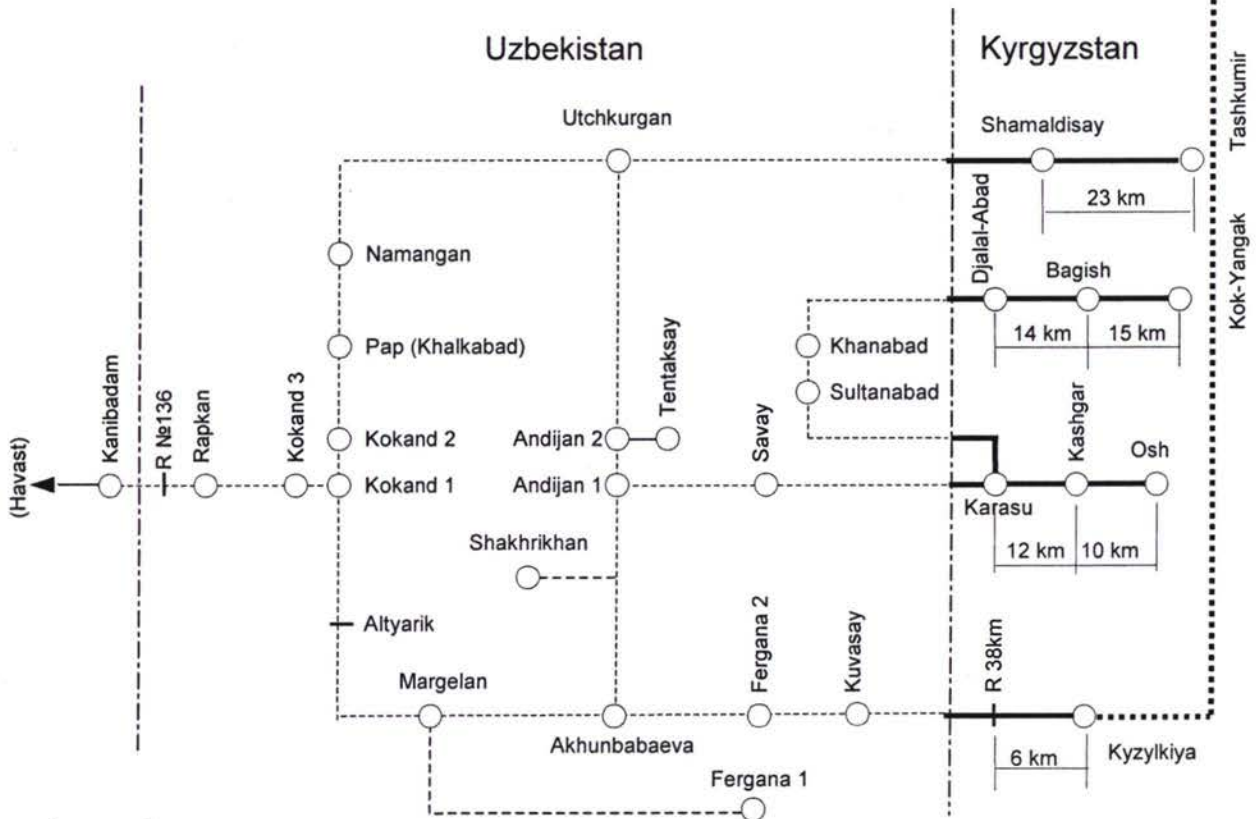 Uzbekistan
Kyrgyzstan
Tashkumir
Utchkurgan
Shamaldisay
23 km
Kok-Yangak
Namangan
Djalal-Abad
Bagish
14 km
15 km
Pap (Khalkabad)
Khanabad
Sultanabad
Tentaksay
(Havast)
Kanibadam
R №136
Rapkan
Kokand 3
Kokand 2
Andijan 2
Savay
Kashgar
Osh
Kokand 1
Andijan 1
Karasu
12 km
10 km
Shakhrikhan
Altyarik
Margelan
Fergana 2
Kuvasay
R 38km
Akhunbabaeva
Kyzylkiya
6 km
Fergana 1